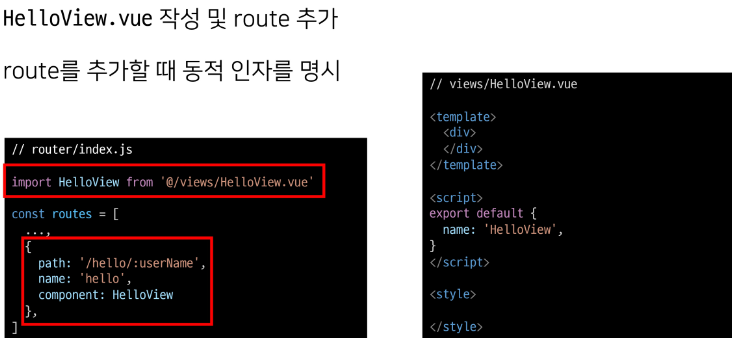 HelloView.vue 작성 및 route 추가
route를 추가할 때 동적 인자를 명시
// router/index.js
import HelloView from '@/views/HelloView.vue'
const routes = [
  ...,
  {
    path: '/hello/:userName',
    name: 'hello',
    component: HelloView
  },
]
// views/HelloView.vue
<template>
  <div>
  </div>
</template>
<script>
export default {
  name: 'HelloView',
}
</script>
<style>
</style>